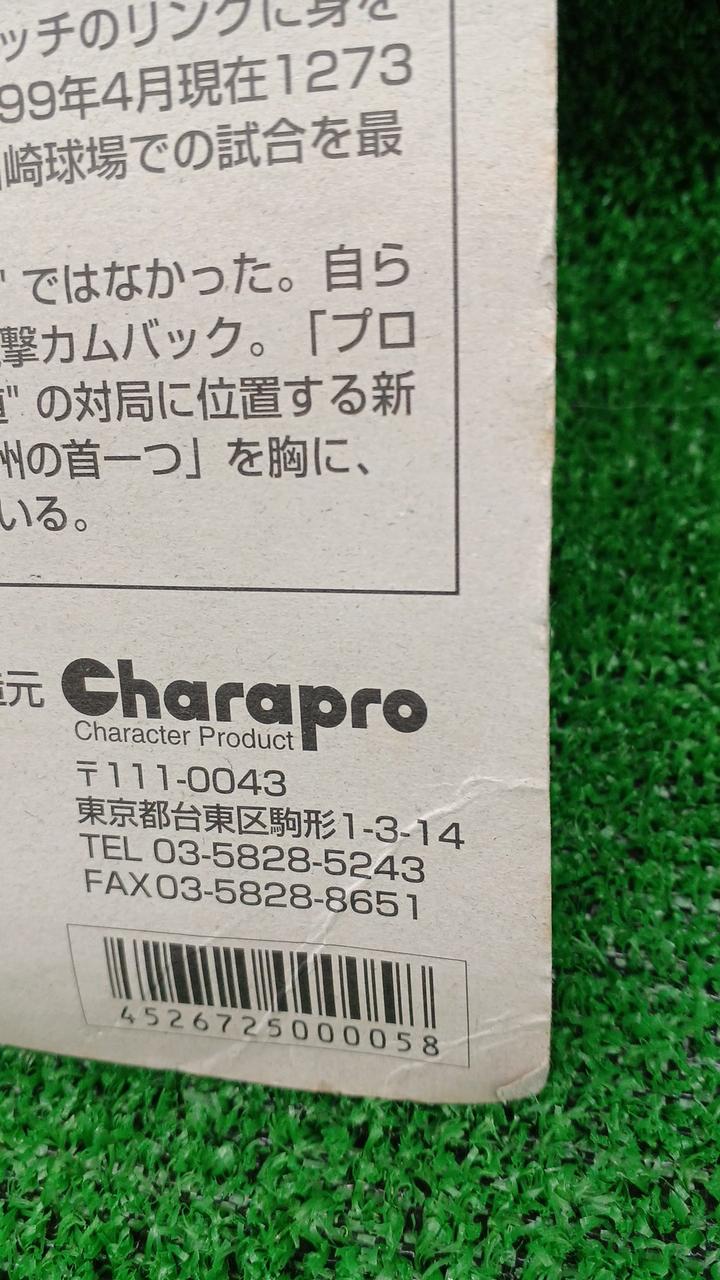 ッチのリングに身を
99年4月現在1273
崎球場での試合を最
" ではなかった。自ら
撃カムバック。「プロ
" の対局に位置する新
州の首一つ」を胸に、
いる。
元 Charapro
Character Product
〒111-0043
東京都台東区駒形1-3-14
TEL 03-5828-5243
FAX03-5828-8651
4526725000058